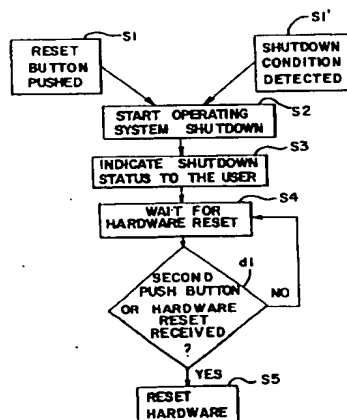 S1
RESET
BUTTON
PUSHED
S1'
SHUTDOWN
CONDITION
DETECTED
S2
START OPERATING
SYSTEM SHUTDOWN
S3
INDICATE SHUTDOWN
STATUS TO THE USER
S4
WAIT FOR
HARDWARE RESET
d1
SECOND
PUSH BUTTON
OR HARDWARE
RESET
RECEIVED
?
NO
YES
S5
RESET
HARDWARE